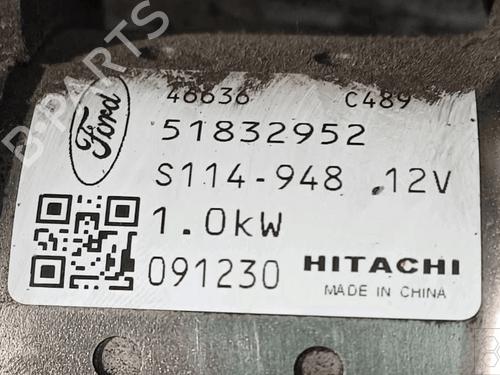 B-PARTS
Ford
46636 C489
51832952
S114-948 .12V
1.0kW
091230 HITACHI
MADE IN CHINA